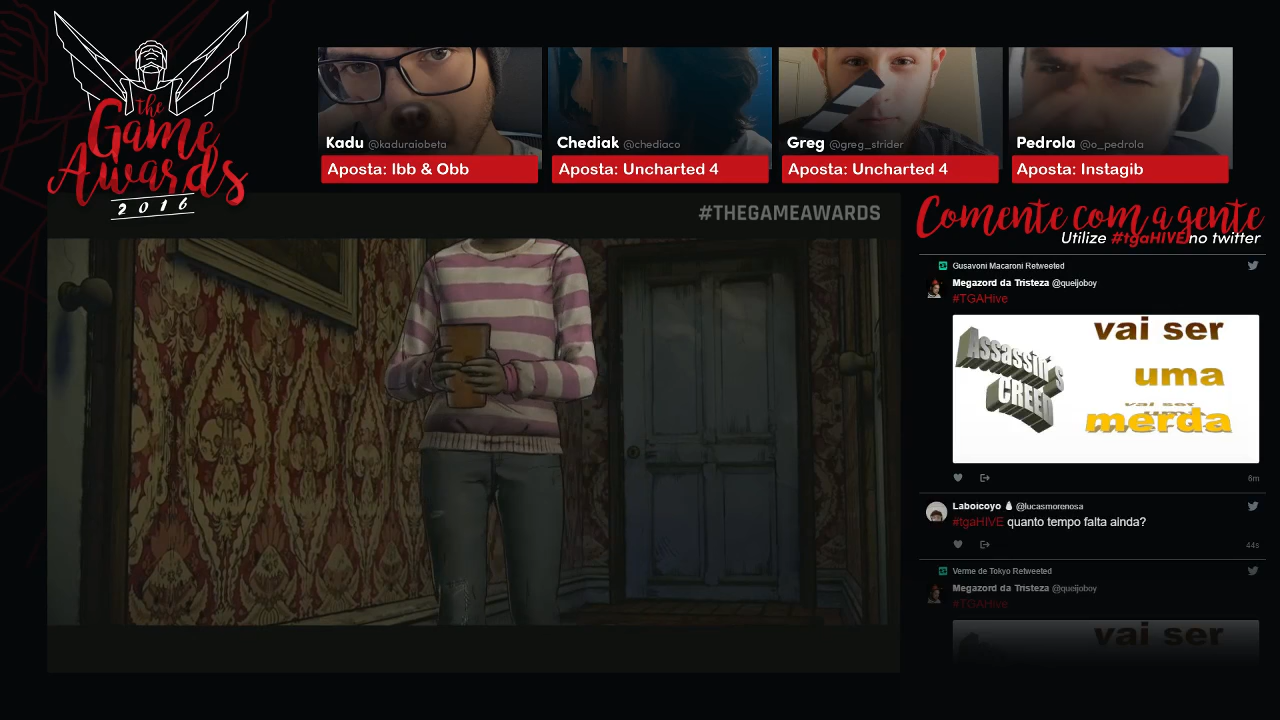 the
Game
Awards
2016
Kadu @kaduraiobeta
Aposta: Ibb & Obb
Chediak @chediaco
Aposta: Uncharted 4
Greg @greg_strider
Aposta: Uncharted 4
Pedrola @o_pedrola
Aposta: Instagib
#THEGAMEAWARDS
Comente com a gente
Utilize #tgaHIVE no twitter
Gusavoni Macaroni Retweeted
Megazord da Tristeza @queijoboy
#TGAHive
Assassin's
CREED
vai ser
uma
vai ser
uma
merda
6m
Laboicoyo @lucasmorenosa
#tgaHIVE quanto tempo falta ainda?
44s
Verme de Tokyo Retweeted
Megazord da Tristeza @queijoboy
#TGAHive
vai ser